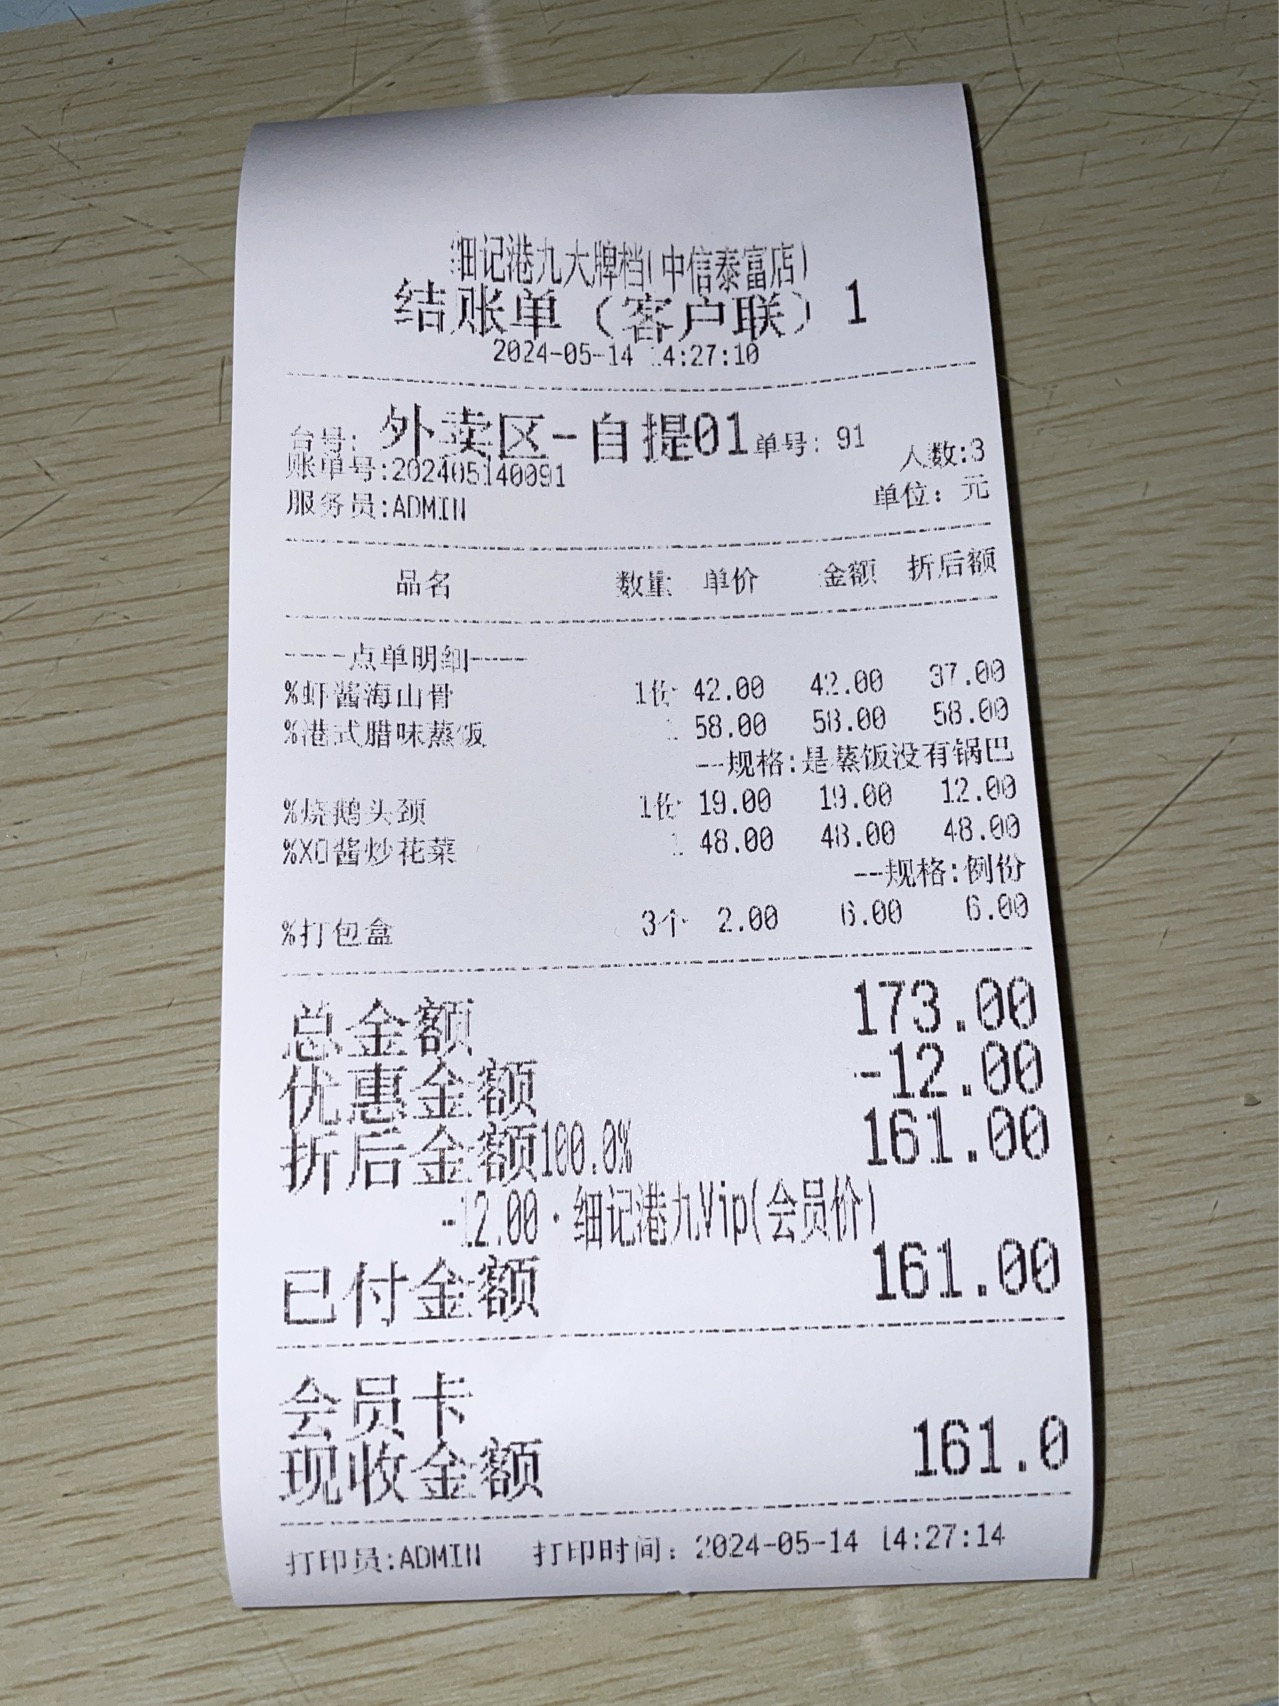 细记港九大牌档(中信泰富店)
结账单（客户联）1
2024-05-14 14:27:10
台号: 外卖区-自提01 单号: 91
账单号:202405140091 人数:3
服务员:ADMIN 单位: 元
品名 数量 单价 金额 折后额
----点单明细----
%虾酱海山骨 1份 42.00 42.00 37.00
%港式腊味蒸饭 1 58.00 58.00 58.00
--规格:是蒸饭没有锅巴
%烧鹅头颈 1份 19.00 19.00 12.00
%XO酱炒花菜 1 48.00 48.00 48.00
--规格:例份
%打包盒 3个 2.00 6.00 6.00
总金额 173.00
优惠金额 -12.00
折后金额100.0% 161.00
-12.00·细记港九Vip(会员价)
已付金额 161.00
会员卡
现收金额 161.0
打印员:ADMIN 打印时间: 2024-05-14 14:27:14